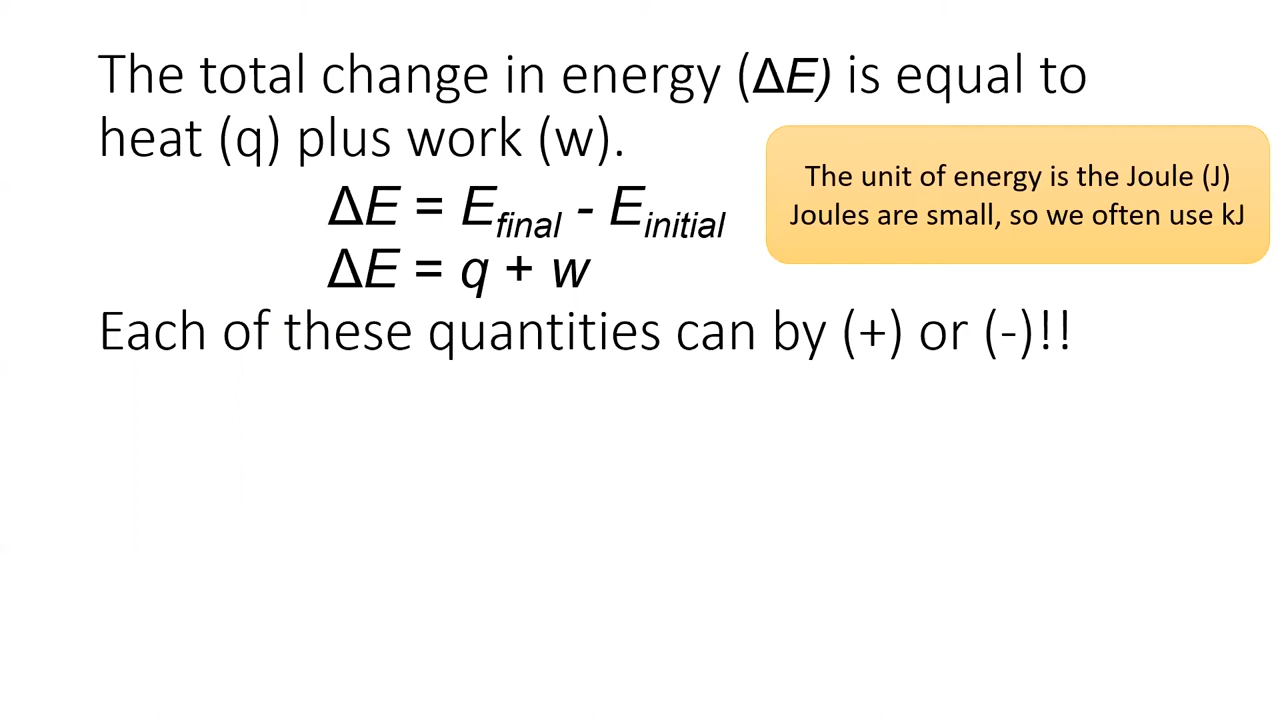 The total change in energy (ΔE) is equal to
heat (q) plus work (w).
The unit of energy is the Joule (J)
Joules are small, so we often use kJ
ΔE = Efinal - Einitial
ΔE = q + w
Each of these quantities can by (+) or (-)!!